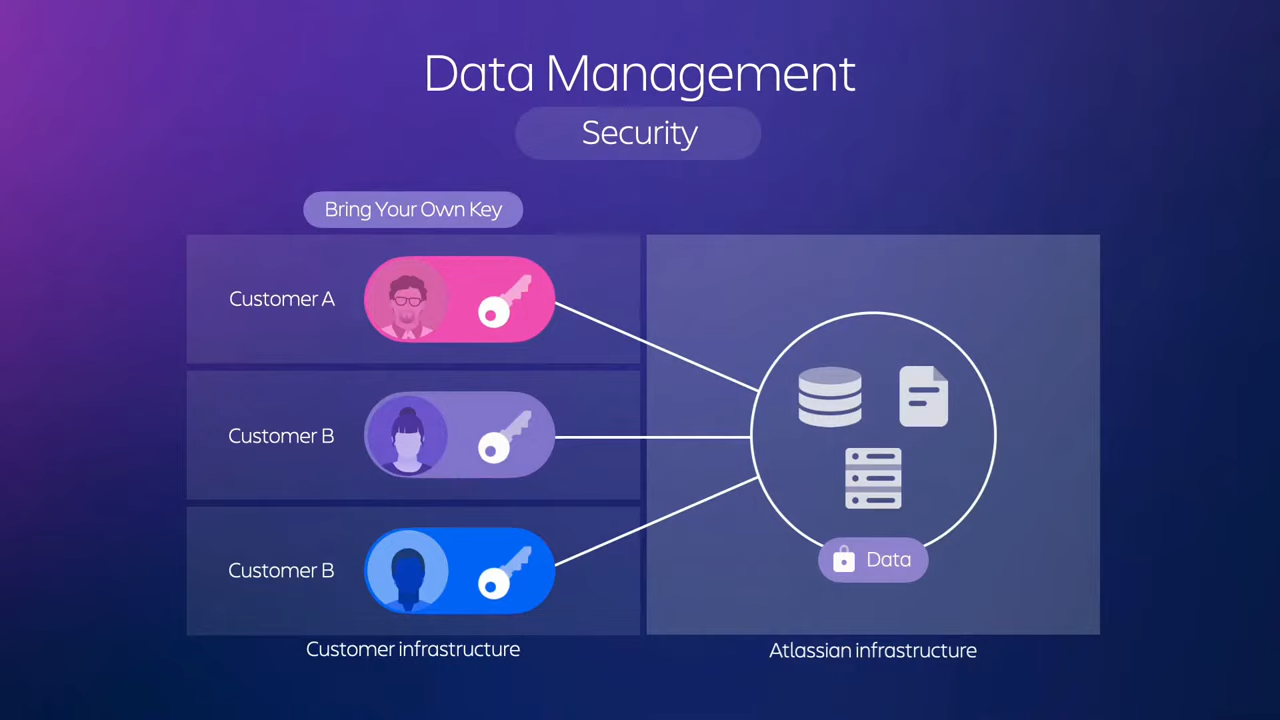 Data Management
Security
Bring Your Own Key
Customer A
Customer B
Customer B
Data
Customer infrastructure
Atlassian infrastructure